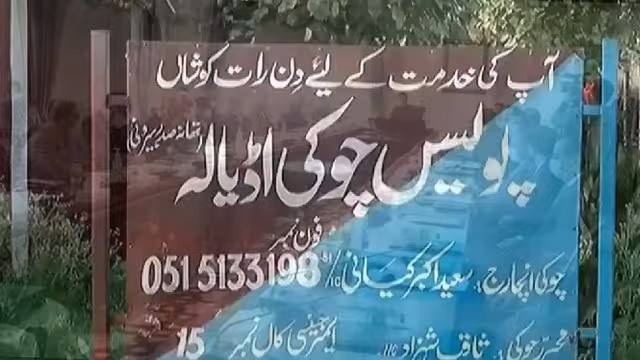 آپ کی خدمت کے لیے دن رات کوشاں
پولیس چوکی اڈیالہ (تھانہ صدر بیرونی)
فون نمبر
چوکی انچارج سعید اکبر کیانی 051 5133198
محرر چوکی ثاقب شہزاد ایمرجنسی کال نمبر 15